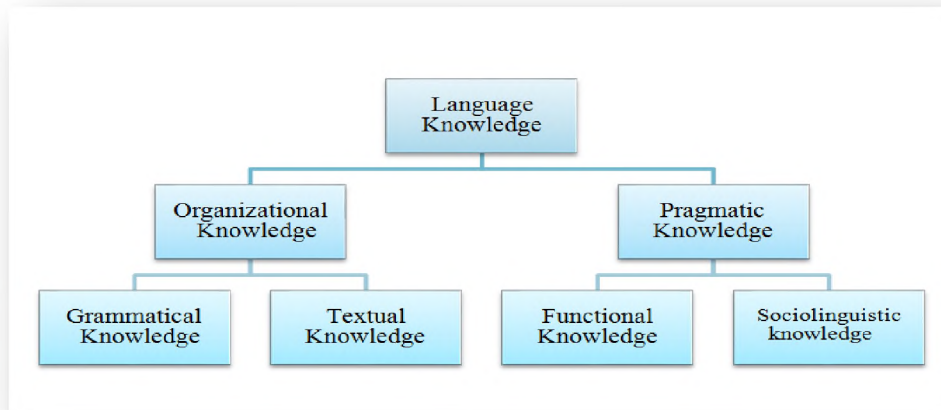 Language
Knowledge
Organizational
Knowledge
Pragmatic
Knowledge
Grammatical
Knowledge
Textual
Knowledge
Functional
Knowledge
Sociolinguistic
knowledge